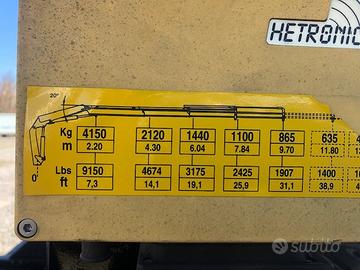 HETRONIC
20°
Kg 4150 2120 1440 1100 865 635
m 2.20 4.30 6.04 7.84 9.70 11.80
Lbs 9150 4674 3175 2425 1907 1400
0° ft 7,3 14,1 19,1 25,9 31,1 38,9
subito